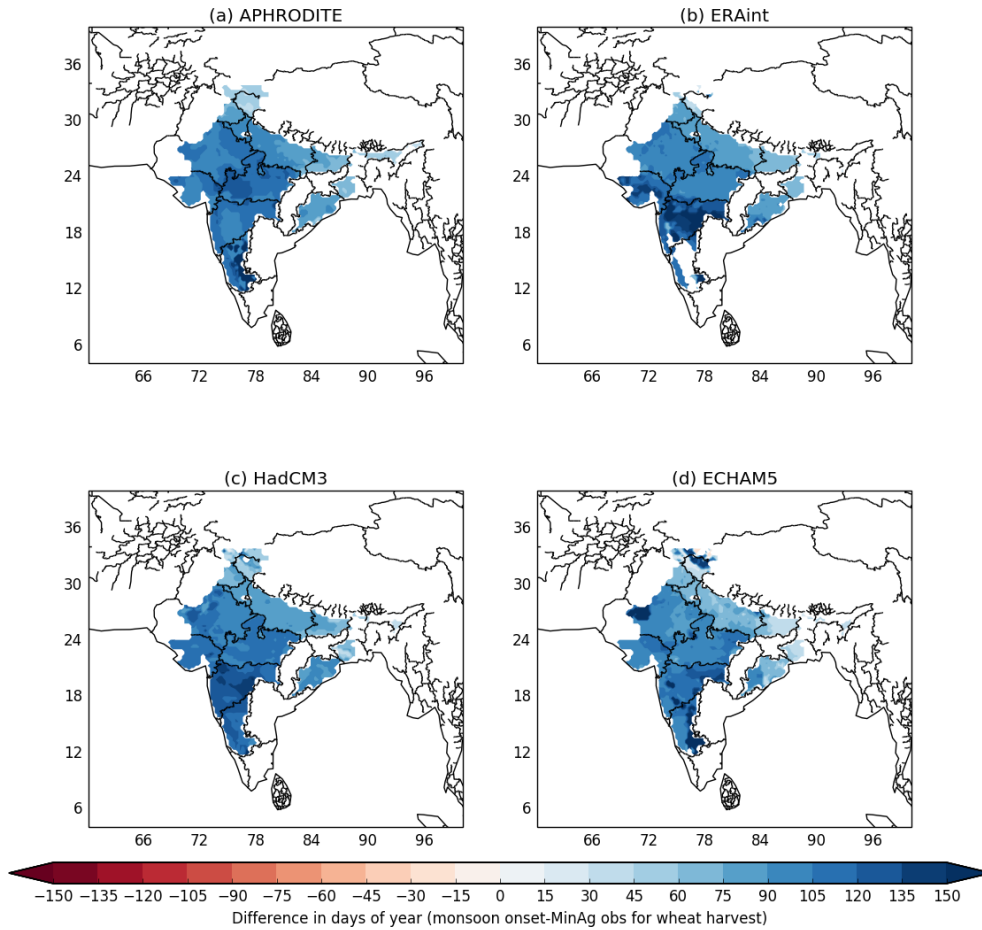 (a) APHRODITE
(b) ERAint
36
30
24
18
12
6
66 72 78 84 90 96
36
30
24
18
12
6
66 72 78 84 90 96
(c) HadCM3
(d) ECHAM5
36
30
24
18
12
6
66 72 78 84 90 96
36
30
24
18
12
6
66 72 78 84 90 96
−150 −135 −120 −105 −90 −75 −60 −45 −30 −15 0 15 30 45 60 75 90 105 120 135 150
Difference in days of year (monsoon onset-MinAg obs for wheat harvest)